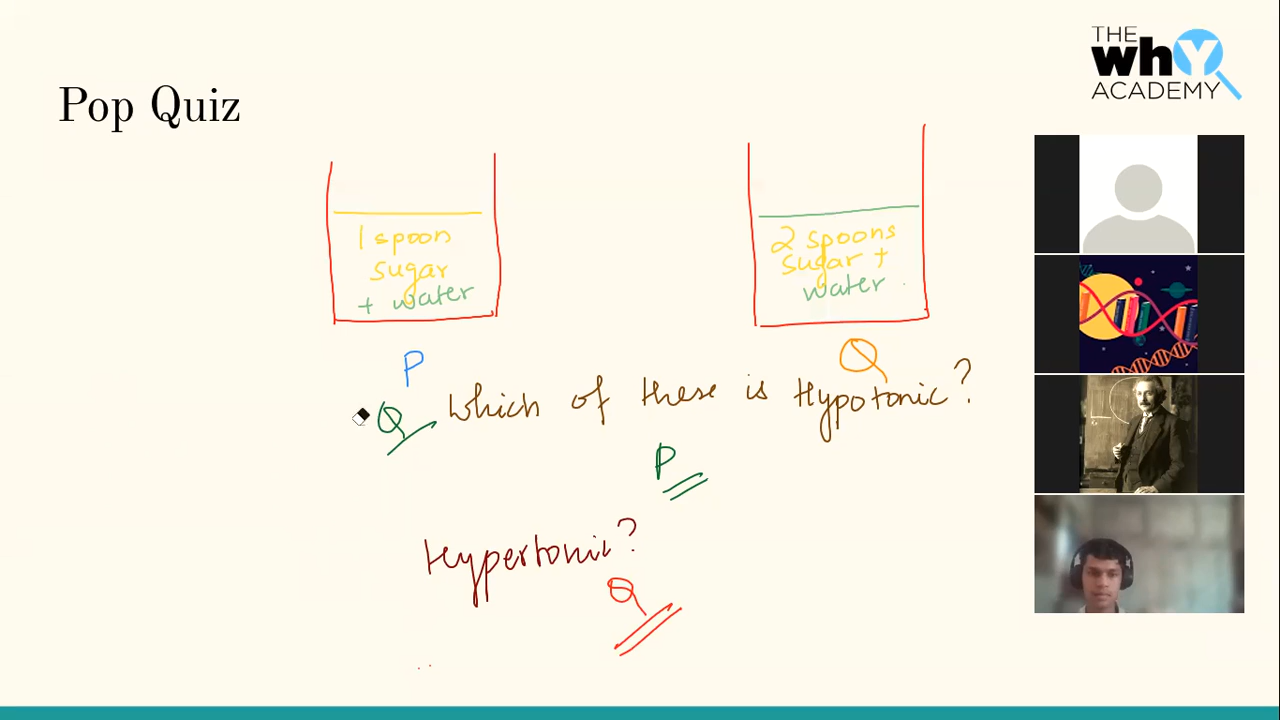 THE
whY
ACADEMY
Pop Quiz
1 spoon
sugar
+ water
2 spoons
sugar +
water
P
Q
Q Which of these is Hypotonic?
P
Hypertonic?
Q